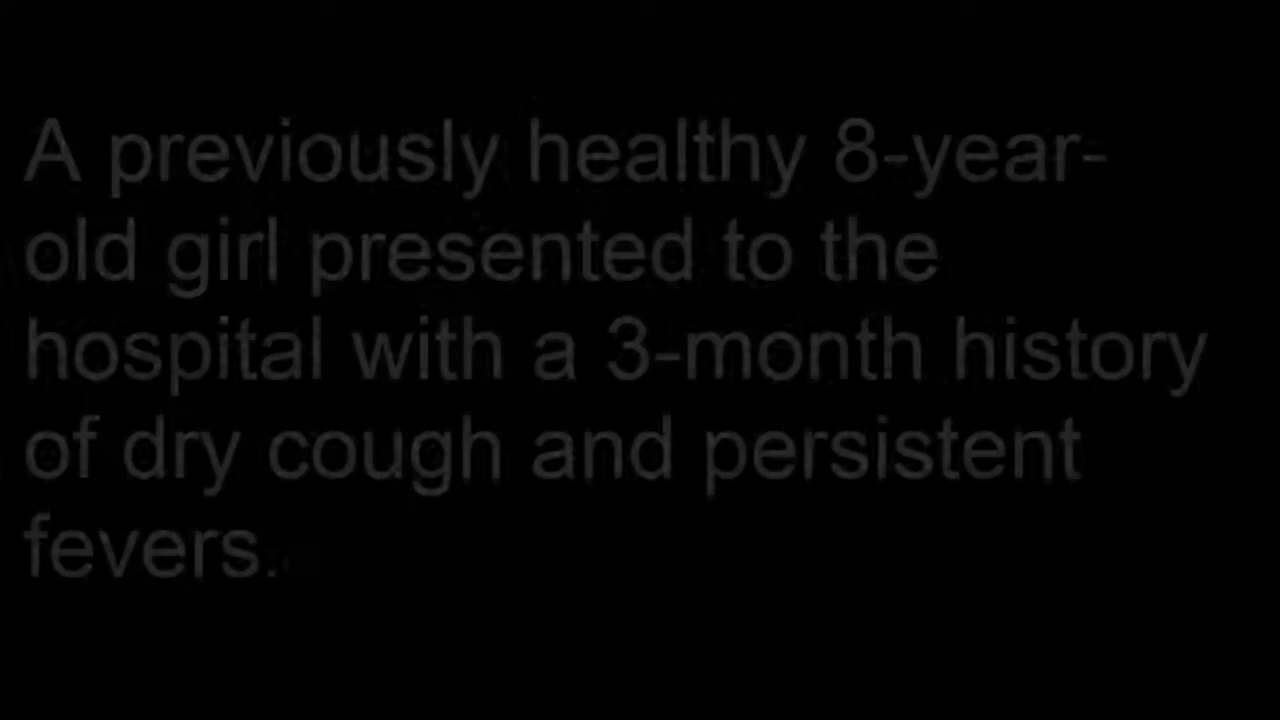 A previously healthy 8-year-
old girl presented to the
hospital with a 3-month history
of dry cough and persistent
fevers.